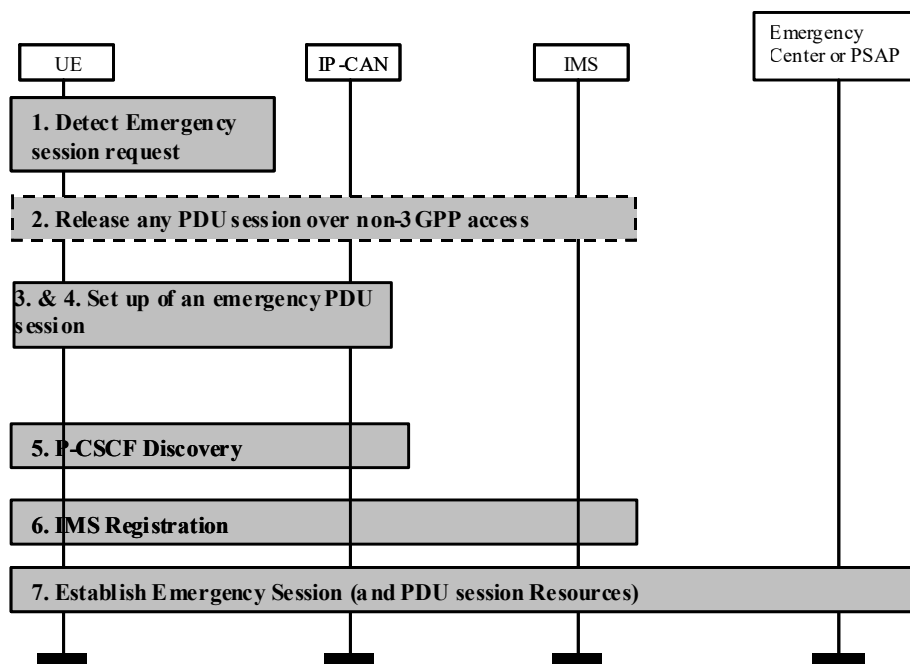 UE
IP-CAN
IMS
Emergency
Center or PSAP
1. Detect Emergency
session request
2. Release any PDU session over non-3GPP access
3. & 4. Set up of an emergency PDU
session
5. P-CSCF Discovery
6. IMS Registration
7. Establish Emergency Session (and PDU session Resources)